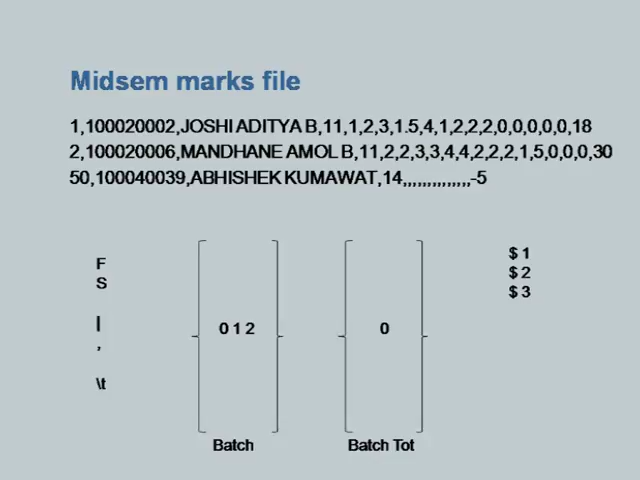 Midsem marks file
1,100020002,JOSHI ADITYA B,11,1,2,3,1.5,4,1,2,2,2,0,0,0,0,0,18
2,100020006,MANDHANE AMOL B,11,2,2,3,3,4,4,2,2,2,1,5,0,0,0,30
50,100040039,ABHISHEK KUMAWAT,14,,,,,,,,,,,,,,,-5
F
S
|
,
\t
0 1 2
0
$ 1
$ 2
$ 3
Batch
Batch Tot